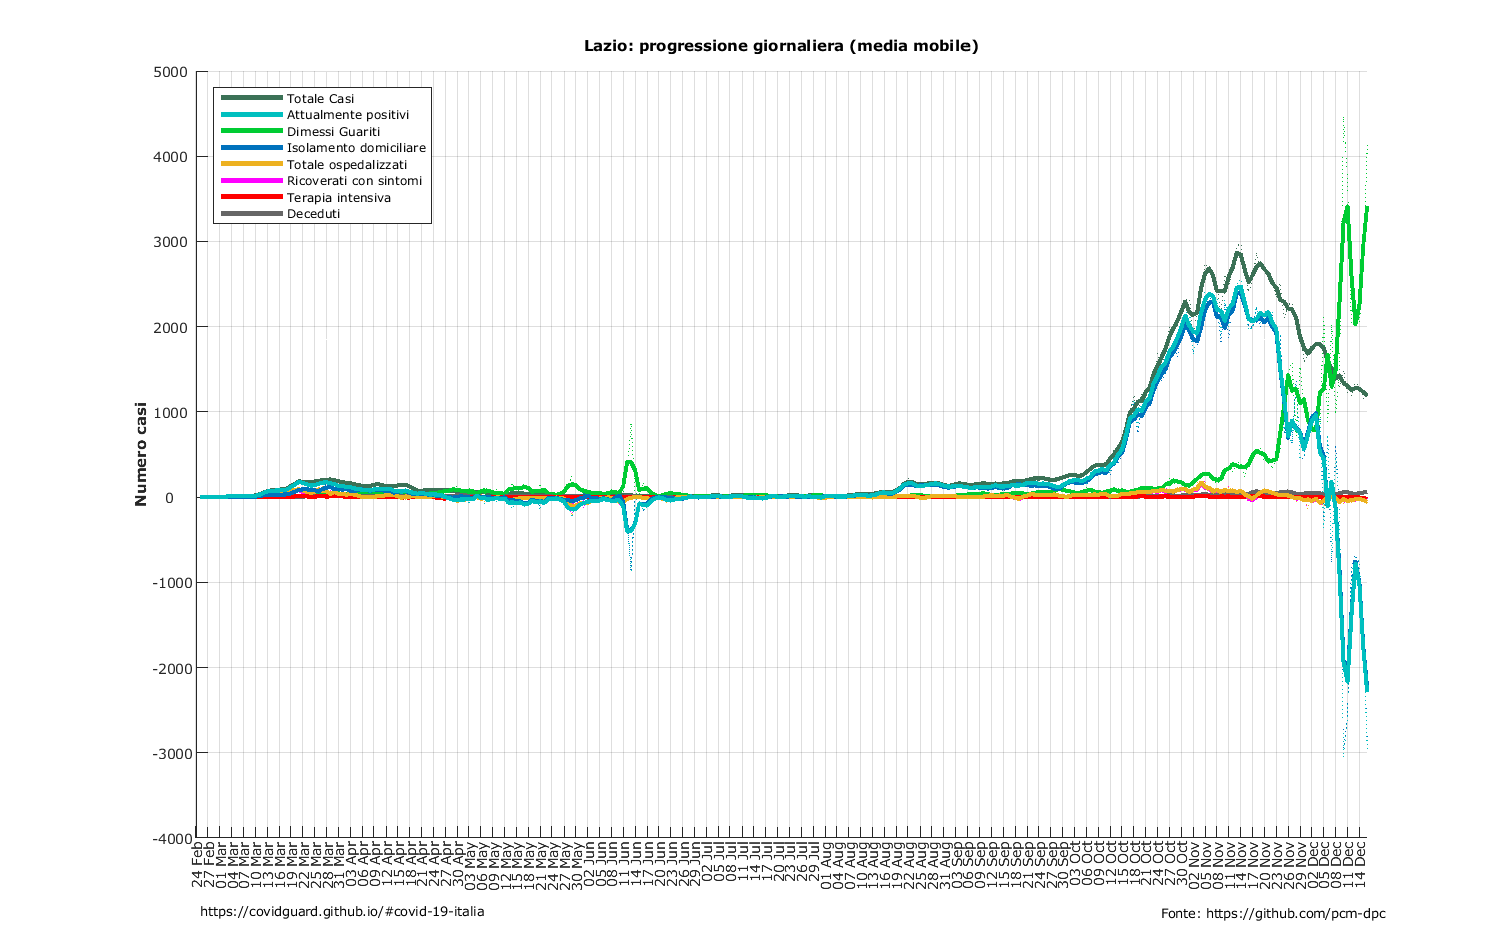 Lazio: progressione giornaliera (media mobile)
Numero casi
5000
4000
3000
2000
1000
0
-1000
-2000
-3000
-4000
Totale Casi
Attualmente positivi
Dimessi Guariti
Isolamento domiciliare
Totale ospedalizzati
Ricoverati con sintomi
Terapia intensiva
Deceduti
24 Feb
27 Feb
01 Mar
04 Mar
07 Mar
10 Mar
13 Mar
16 Mar
19 Mar
22 Mar
25 Mar
28 Mar
31 Mar
03 Apr
06 Apr
09 Apr
12 Apr
15 Apr
18 Apr
21 Apr
24 Apr
27 Apr
30 Apr
03 May
06 May
09 May
12 May
15 May
18 May
21 May
24 May
27 May
30 May
02 Jun
05 Jun
08 Jun
11 Jun
14 Jun
17 Jun
20 Jun
23 Jun
26 Jun
29 Jun
02 Jul
05 Jul
08 Jul
11 Jul
14 Jul
17 Jul
20 Jul
23 Jul
26 Jul
29 Jul
01 Aug
04 Aug
07 Aug
10 Aug
13 Aug
16 Aug
19 Aug
22 Aug
25 Aug
28 Aug
31 Aug
03 Sep
06 Sep
09 Sep
12 Sep
15 Sep
18 Sep
21 Sep
24 Sep
27 Sep
30 Sep
03 Oct
06 Oct
09 Oct
12 Oct
15 Oct
18 Oct
21 Oct
24 Oct
27 Oct
30 Oct
02 Nov
05 Nov
08 Nov
11 Nov
14 Nov
17 Nov
20 Nov
23 Nov
26 Nov
29 Nov
02 Dec
05 Dec
08 Dec
11 Dec
14 Dec
https://covidguard.github.io/#covid-19-italia
Fonte: https://github.com/pcm-dpc